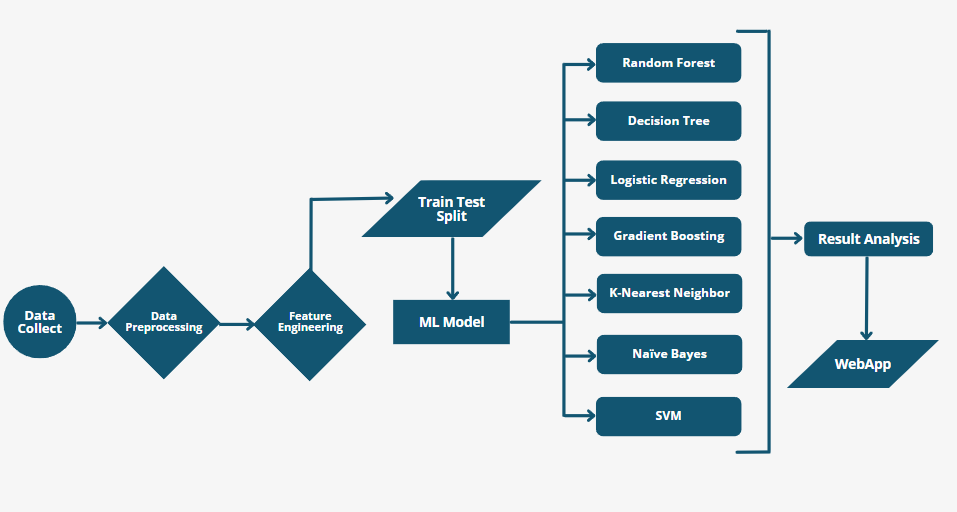 Data
Collect
Data
Preprocessing
Feature
Engineering
Train Test
Split
ML Model
Random Forest
Decision Tree
Logistic Regression
Gradient Boosting
K-Nearest Neighbor
Naïve Bayes
SVM
Result Analysis
WebApp